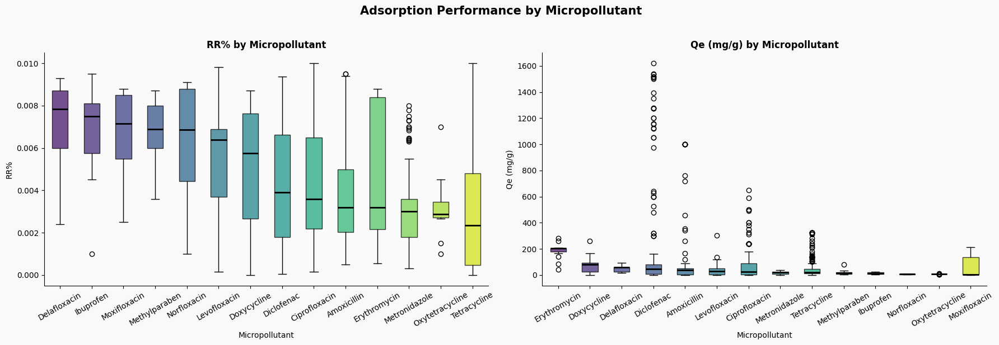 Adsorption Performance by Micropollutant
RR% by Micropollutant
0.010
0.008
0.006
0.004
0.002
0.000
RR%
Delafloxacin
Ibuprofen
Moxifloxacin
Methylparaben
Norfloxacin
Levofloxacin
Doxycycline
Diclofenac
Ciprofloxacin
Amoxicillin
Erythromycin
Metronidazole
Oxytetracycline
Tetracycline
Micropollutant
Qe (mg/g) by Micropollutant
1600
1400
1200
1000
800
600
400
200
0
Qe (mg/g)
Erythromycin
Doxycycline
Delafloxacin
Diclofenac
Amoxicillin
Levofloxacin
Ciprofloxacin
Metronidazole
Tetracycline
Methylparaben
Ibuprofen
Norfloxacin
Oxytetracycline
Moxifloxacin
Micropollutant